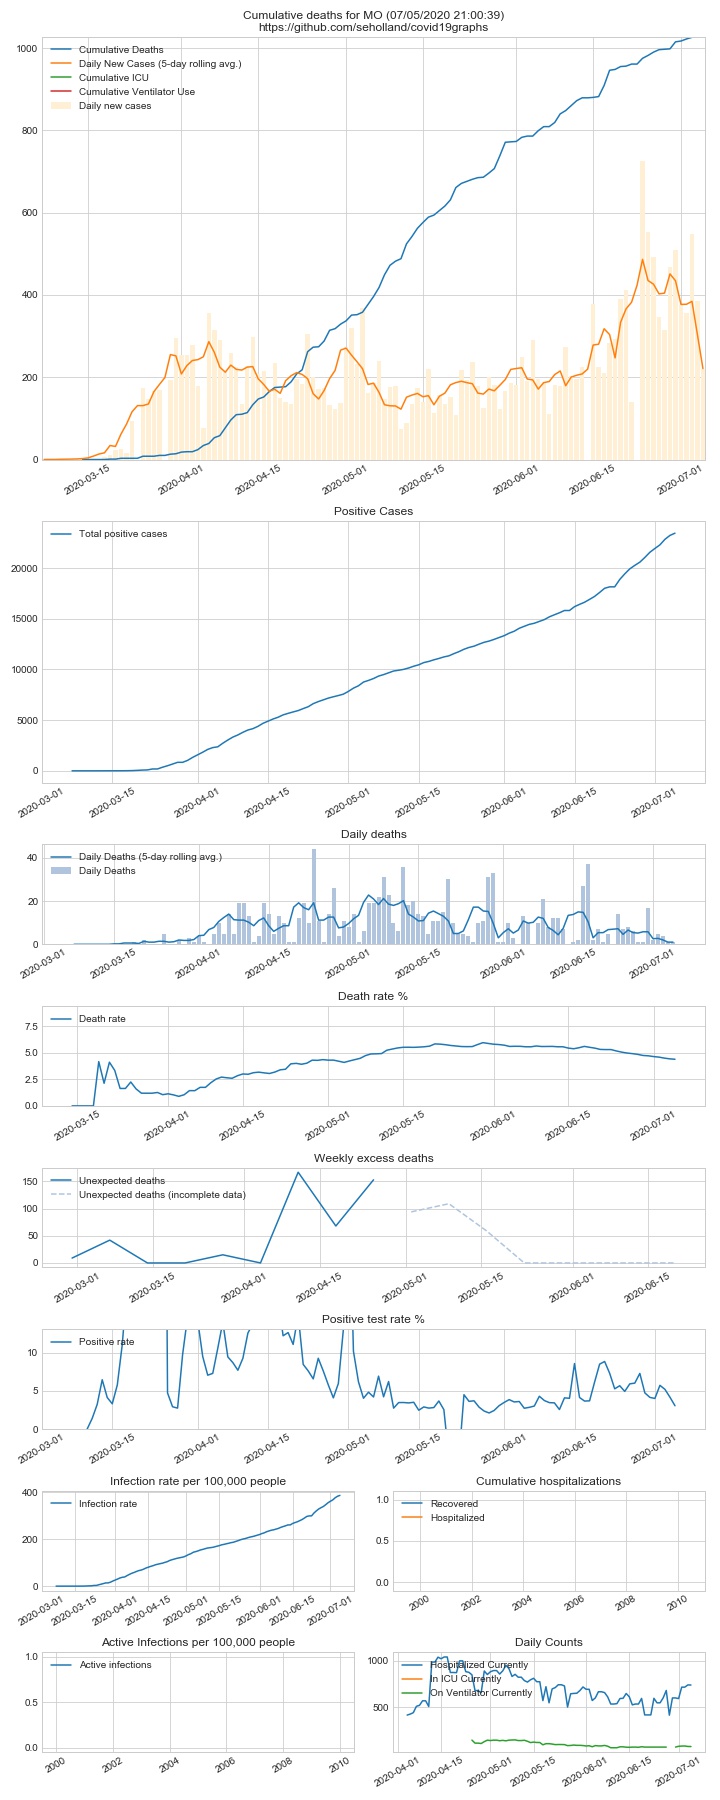 Cumulative deaths for MO (07/05/2020 21:00:39)
https://github.com/seholland/covid19graphs
Cumulative Deaths
Daily New Cases (5-day rolling avg.)
Cumulative ICU
Cumulative Ventilator Use
Daily new cases
1000
800
600
400
200
0
2020-03-15 2020-04-01 2020-04-15 2020-05-01 2020-05-15 2020-06-01 2020-06-15 2020-07-01
Positive Cases
Total positive cases
20000
15000
10000
5000
0
2020-03-01 2020-03-15 2020-04-01 2020-04-15 2020-05-01 2020-05-15 2020-06-01 2020-06-15 2020-07-01
Daily deaths
Daily Deaths (5-day rolling avg.)
Daily Deaths
40
20
0
2020-03-01 2020-03-15 2020-04-01 2020-04-15 2020-05-01 2020-05-15 2020-06-01 2020-06-15 2020-07-01
Death rate %
Death rate
7.5
5.0
2.5
0.0
2020-03-15 2020-04-01 2020-04-15 2020-05-01 2020-05-15 2020-06-01 2020-06-15 2020-07-01
Weekly excess deaths
Unexpected deaths
Unexpected deaths (incomplete data)
150
100
50
0
2020-03-01 2020-03-15 2020-04-01 2020-04-15 2020-05-01 2020-05-15 2020-06-01 2020-06-15
Positive test rate %
Positive rate
10
5
0
2020-03-01 2020-03-15 2020-04-01 2020-04-15 2020-05-01 2020-05-15 2020-06-01 2020-06-15 2020-07-01
Infection rate per 100,000 people
Infection rate
400
200
0
2020-03-01 2020-03-15 2020-04-01 2020-04-15 2020-05-01 2020-05-15 2020-06-01 2020-06-15 2020-07-01
Cumulative hospitalizations
Recovered
Hospitalized
1.0
0.5
0.0
2000 2002 2004 2006 2008 2010
Active Infections per 100,000 people
Active infections
1.0
0.5
0.0
2000 2002 2004 2006 2008 2010
Daily Counts
Hospitalized Currently
In ICU Currently
On Ventilator Currently
1000
500
2020-04-01 2020-04-15 2020-05-01 2020-05-15 2020-06-01 2020-06-15 2020-07-01